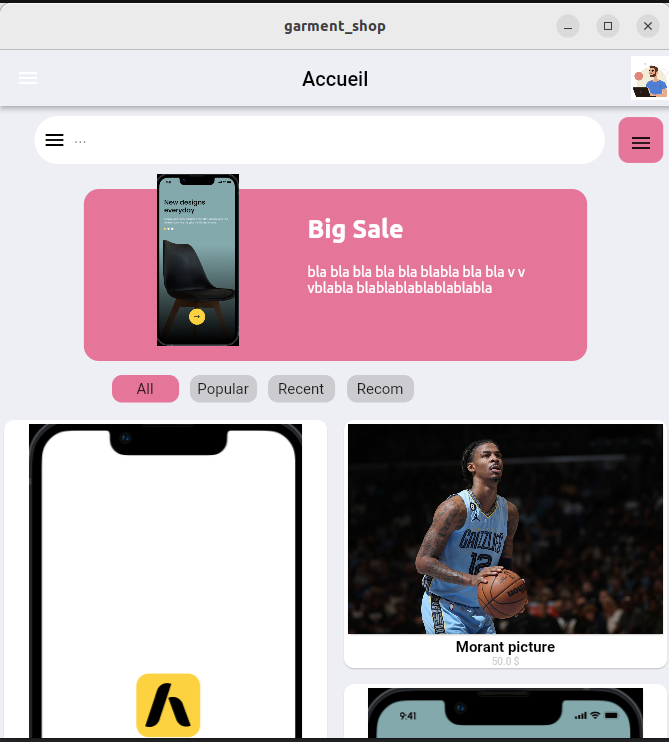 garment_shop
Accueil
...
New designs
everyday
Big Sale
bla bla bla bla bla blabla bla bla v v
vblabla blablablablablablabla
All
Popular
Recent
Recom
GRIZZLIES
12
Morant picture
50.0 $
9:41